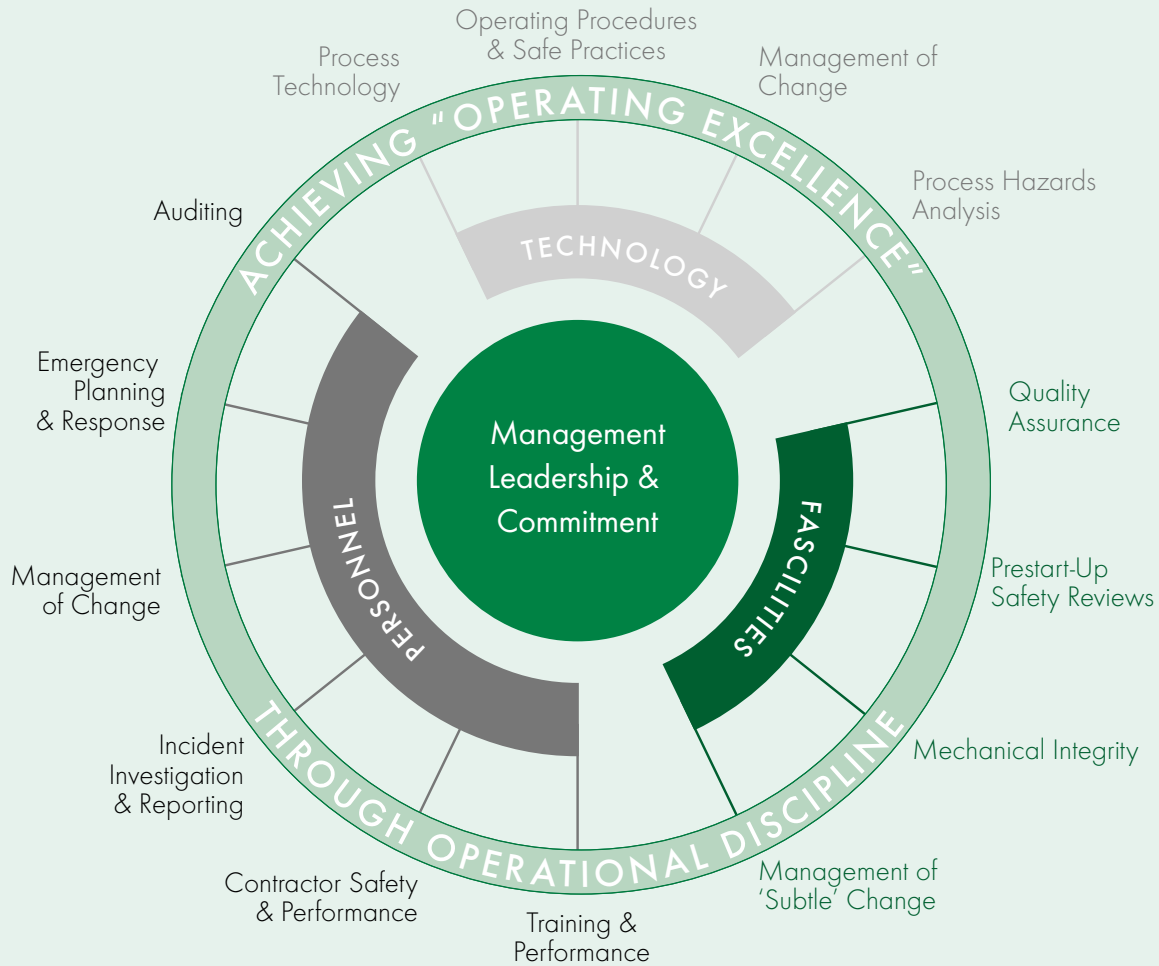 Operating Procedures
& Safe Practices
Process
Technology
Management of
Change
Process Hazards
Analysis
ACHIEVING "OPERATING EXCELLENCE"
Auditing
TECHNOLOGY
Emergency
Planning
& Response
Quality
Assurance
Management
Leadership &
Commitment
PERSONNEL
FASCILITIES
Management
of Change
Prestart-Up
Safety Reviews
Incident
Investigation
& Reporting
Mechanical Integrity
THROUGH OPERATIONAL DISCIPLINE
Contractor Safety
& Performance
Training &
Performance
Management of
‘Subtle’ Change